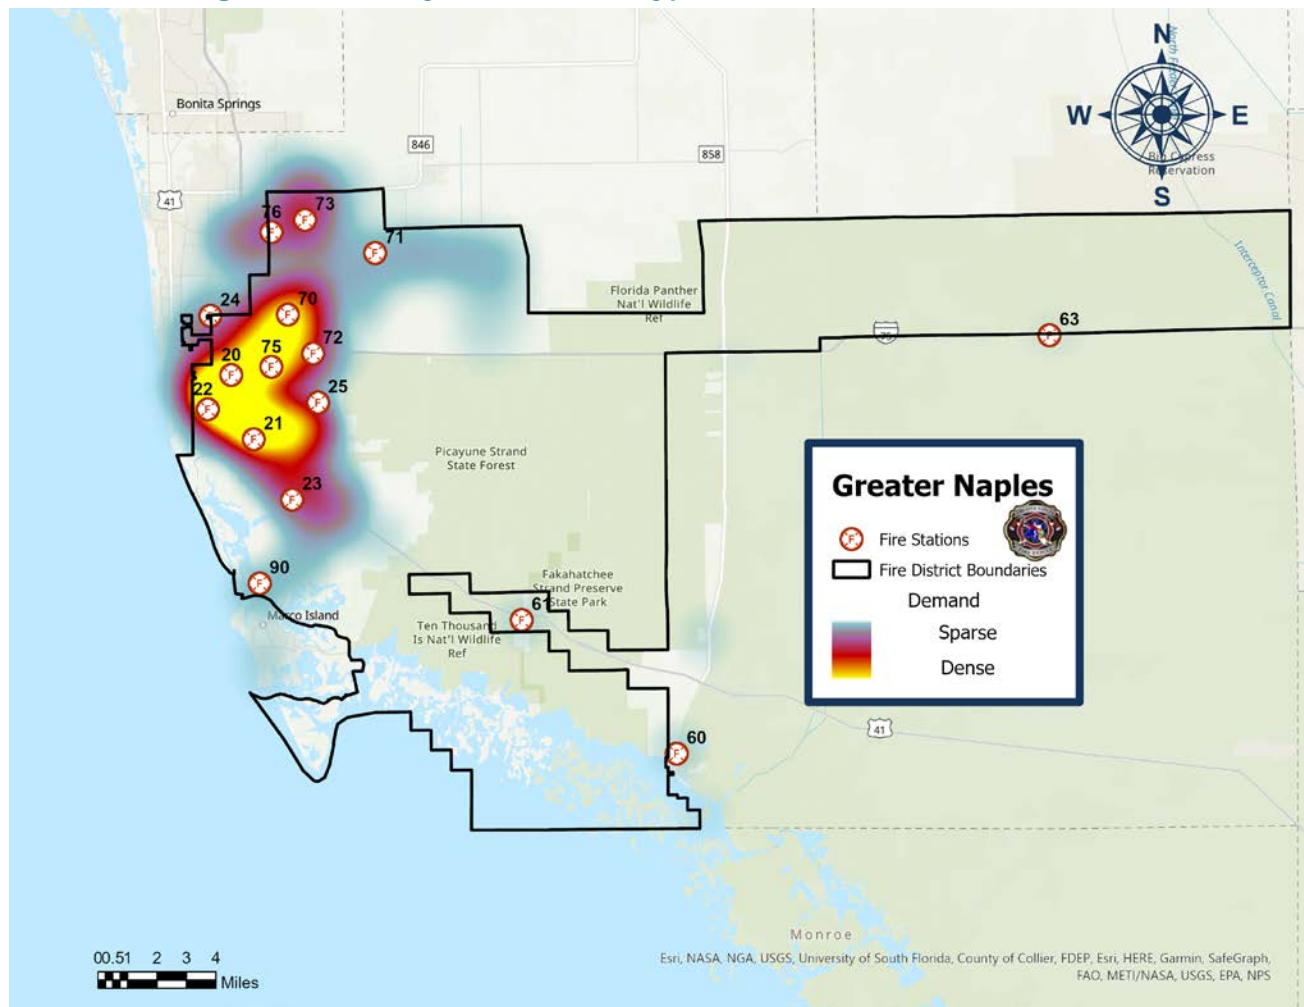 N
W
E
S
North Feeder
Big Cypress
Reservation
Bonita Springs
846
858
41
73
76
71
Interceptor Canal
24
70
Florida Panther
Nat'l Wildlife
Ref
63
75
72
75
20
25
22
21
Picayune Strand
State Forest
23
Greater Naples
Fire Stations
Fire District Boundaries
Demand
Sparse
Dense
90
Fakahatchee
Strand Preserve
State Park
61
Marco Island
Ten Thousand
Is Nat'l Wildlife
Ref
60
41
Monroe
00.51 2 3 4
Miles
Esri, NASA, NGA, USGS, University of South Florida, County of Collier, FDEP, Esri, HERE, Garmin, SafeGraph,
FAO, METI/NASA, USGS, EPA, NPS